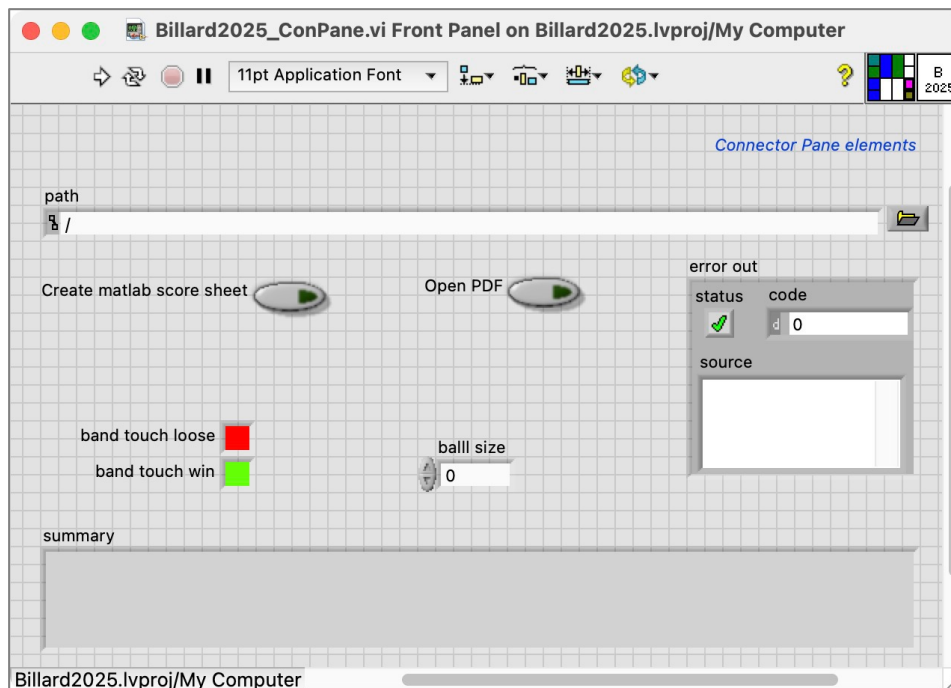 Billard2025_ConPane.vi Front Panel on Billard2025.lvproj/My Computer
11pt Application Font
B
2025
Connector Pane elements
path
/
Create matlab score sheet
Open PDF
error out
status
code
d
0
source
band touch loose
band touch win
balll size
0
summary
Billard2025.lvproj/My Computer